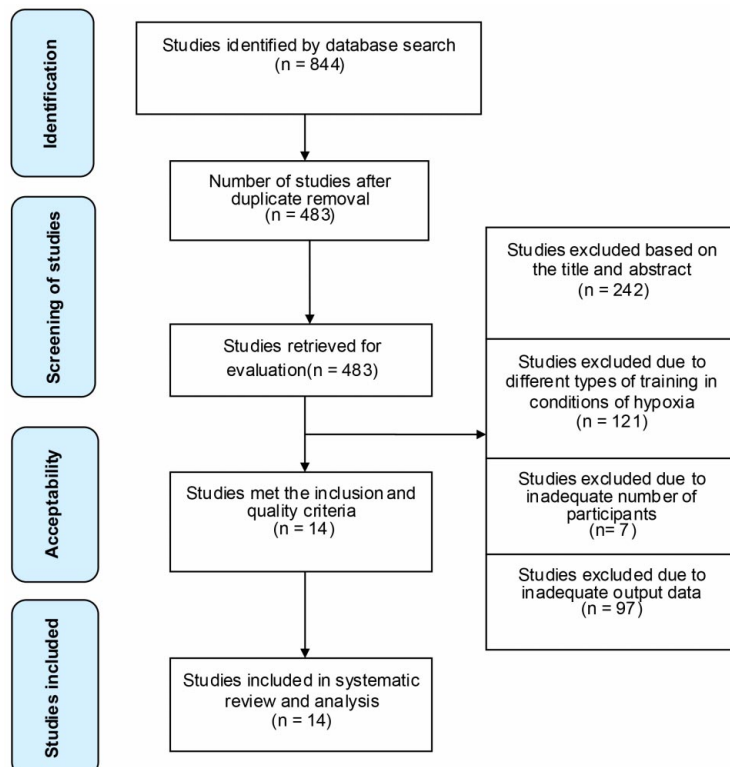 Identification
Studies identified by database search
(n = 844)
Number of studies after
duplicate removal
(n = 483)
Screening of studies
Studies retrieved for
evaluation(n = 483)
Studies excluded based on
the title and abstract
(n = 242)
Studies excluded due to
different types of training in
conditions of hypoxia
(n = 121)
Studies excluded due to
inadequate number of
participants
(n= 7)
Studies excluded due to
inadequate output data
(n = 97)
Acceptability
Studies met the inclusion and
quality criteria
(n = 14)
Studies included
Studies included in systematic
review and analysis
(n = 14)